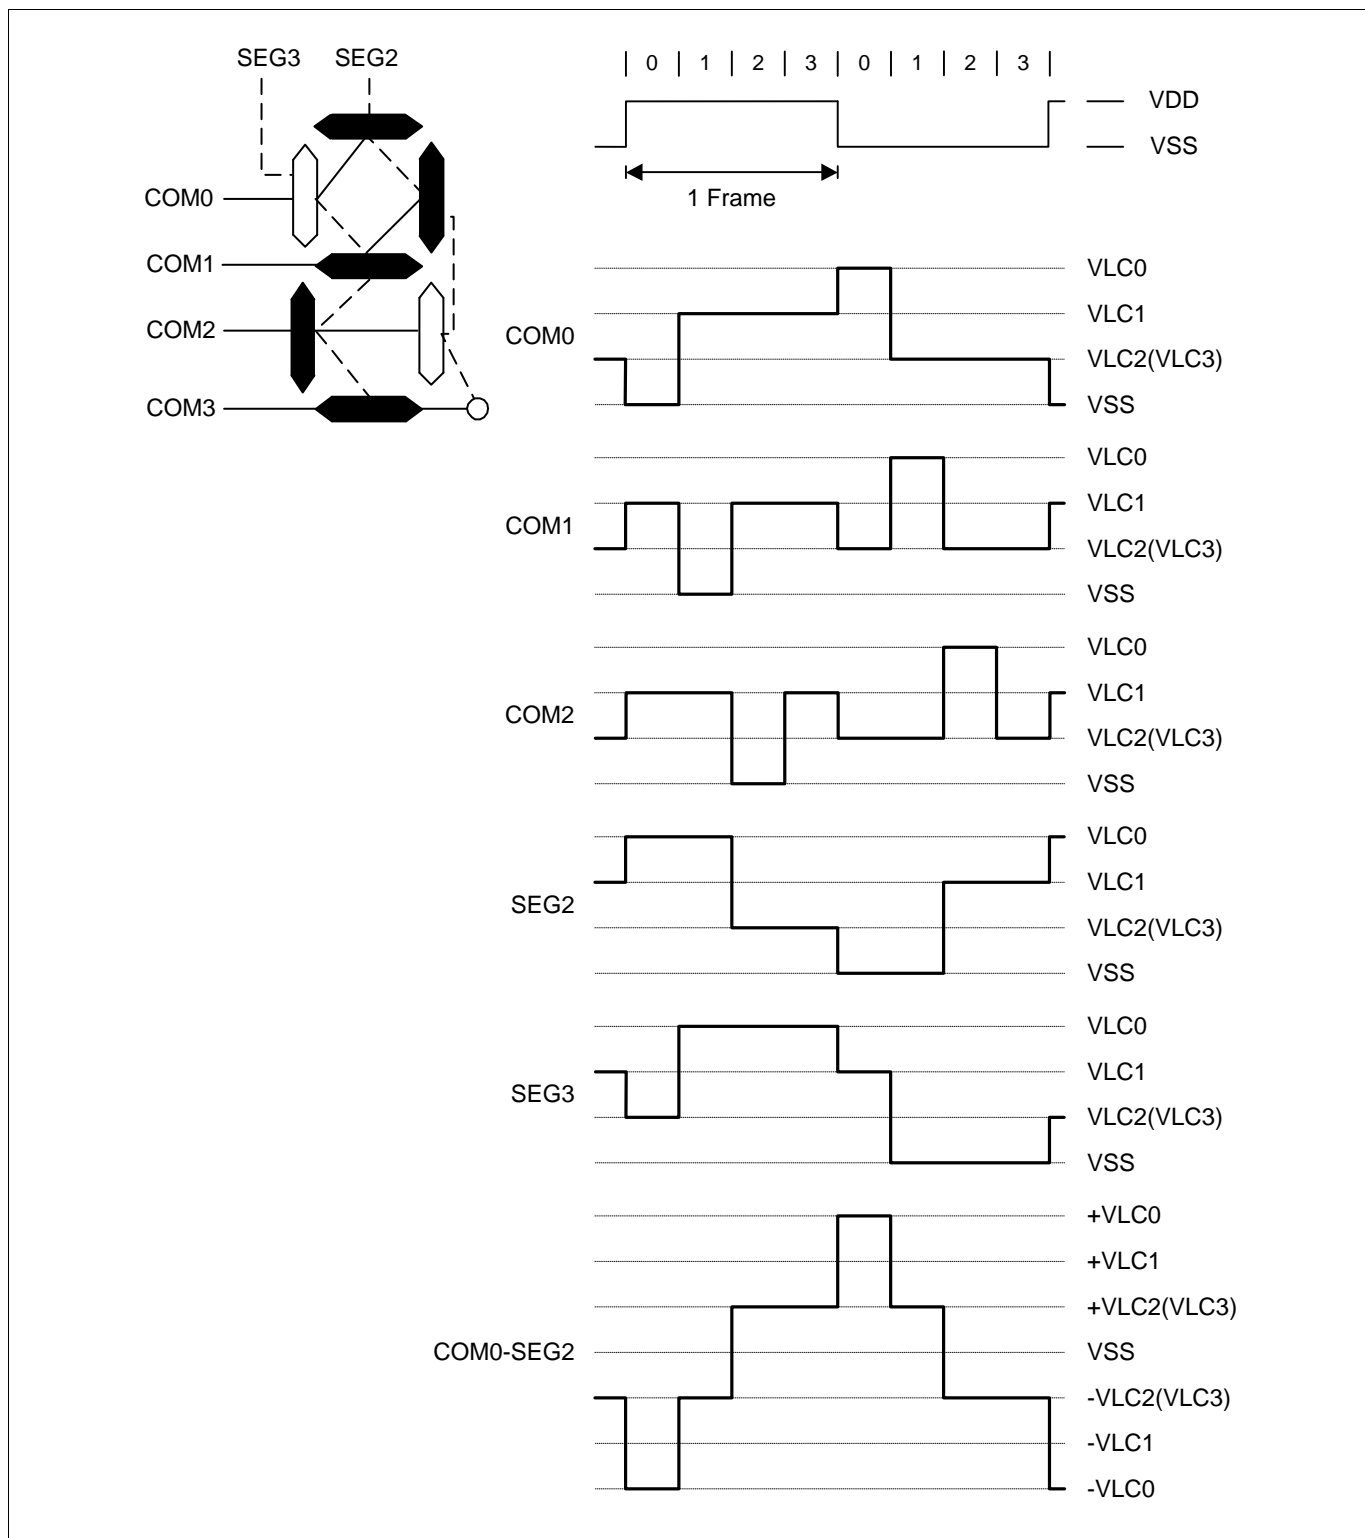 SEG3 SEG2
0 1 2 3 0 1 2 3
VDD
VSS
1 Frame
COM0
COM1
COM2
COM3
COM0
VLC0
VLC1
VLC2(VLC3)
VSS
COM1
VLC0
VLC1
VLC2(VLC3)
VSS
COM2
VLC0
VLC1
VLC2(VLC3)
VSS
SEG2
VLC0
VLC1
VLC2(VLC3)
VSS
SEG3
VLC0
VLC1
VLC2(VLC3)
VSS
COM0-SEG2
+VLC0
+VLC1
+VLC2(VLC3)
VSS
-VLC2(VLC3)
-VLC1
-VLC0